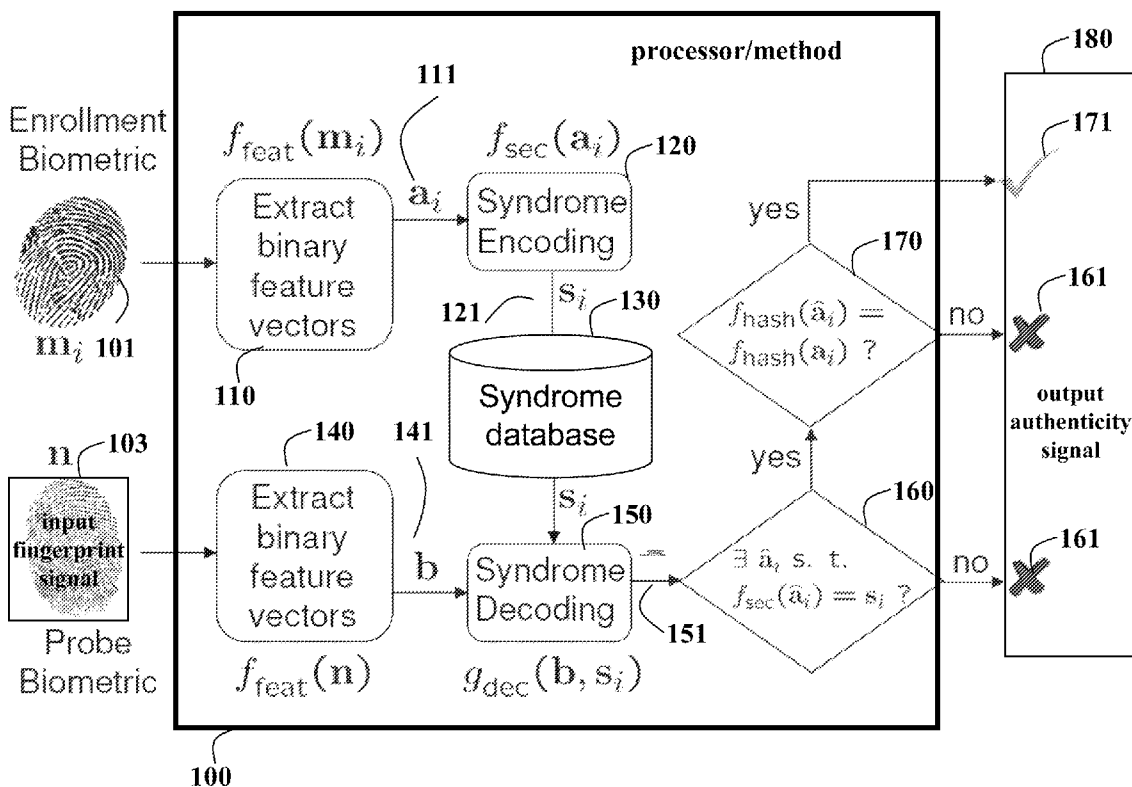 processor/method
180
111
171
Enrollment
Biometric
f_feat(m_i)
f_sec(a_i)
120
Extract
binary
feature
vectors
a_i
Syndrome
Encoding
yes
170
161
m_i
101
110
121
s_i
130
f_hash(â_i) =
f_hash(a_i) ?
no
Syndrome
database
output
authenticity
signal
n
103
140
141
yes
160
input
fingerprint
signal
Extract
binary
feature
vectors
b
s_i
150
Syndrome
Decoding
151
∃ â_i s. t.
f_sec(â_i) = s_i ?
no
161
Probe
Biometric
f_feat(n)
g_dec(b, s_i)
100